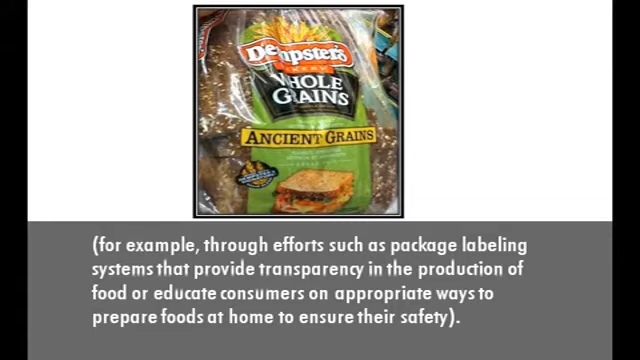 Dempster's
WHOLE
GRAINS
ANCIENT GRAINS
(for example, through efforts such as package labeling
systems that provide transparency in the production of
food or educate consumers on appropriate ways to
prepare foods at home to ensure their safety).